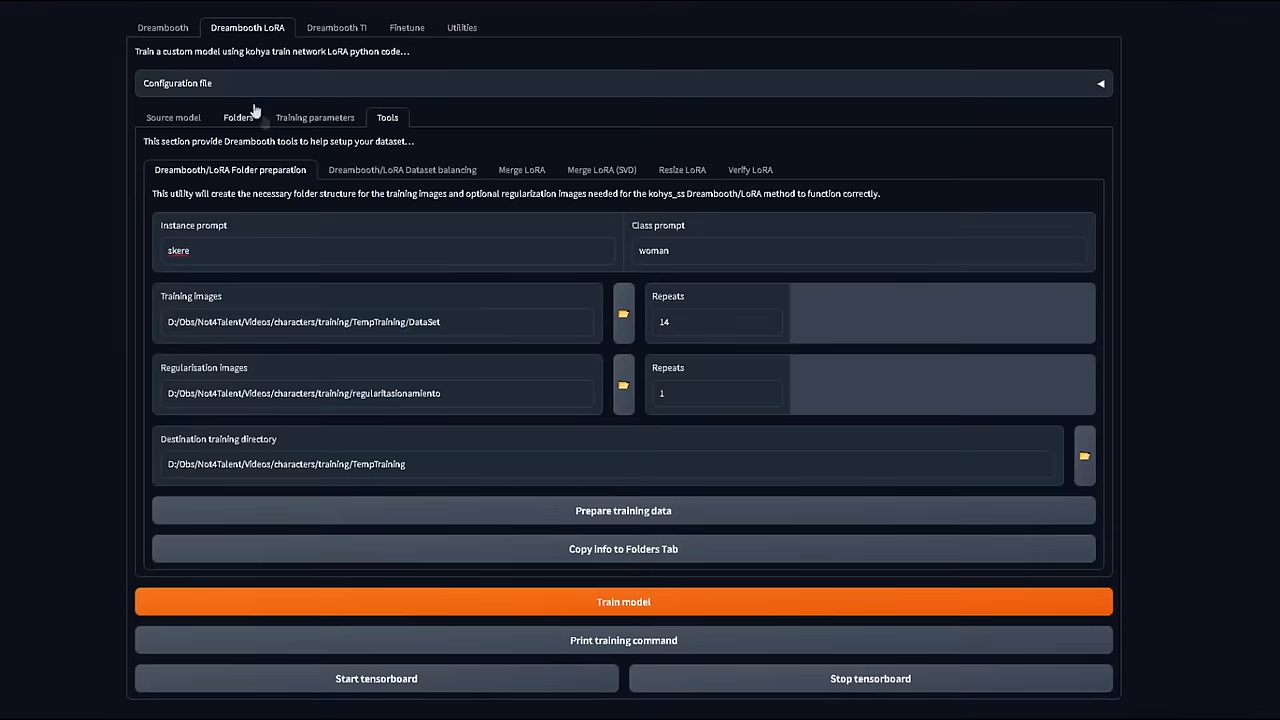 Dreambooth Dreambooth LoRA Dreambooth TI Finetune Utilities
Train a custom model using kohya train network LoRA python code...
Configuration file
Source model Folders Training parameters Tools
This section provide Dreambooth tools to help setup your dataset...
Dreambooth/LoRA Folder preparation Dreambooth/LoRA Dataset balancing Merge LoRA Merge LoRA (SVD) Resize LoRA Verify LoRA
This utility will create the necessary folder structure for the training images and optional regularization images needed for the kohys_ss Dreambooth/LoRA method to function correctly.
Instance prompt Class prompt
skere woman
Training images Repeats
D:/Obs/Not4Talent/Videos/characters/training/TempTraining/DataSet 14
Regularisation images Repeats
D:/Obs/Not4Talent/Videos/characters/training/regularitasionamiento 1
Destination training directory
D:/Obs/Not4Talent/Videos/characters/training/TempTraining
Prepare training data
Copy info to Folders Tab
Train model
Print training command
Start tensorboard Stop tensorboard